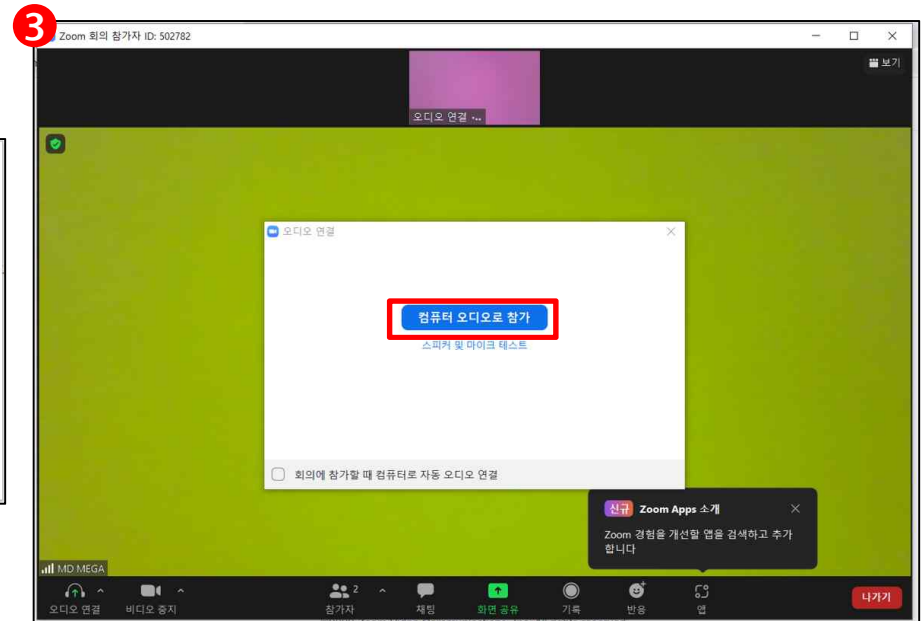 3
Zoom 회의 참가자 ID: 502782
보기
오디오 연결 ·...
오디오 연결
컴퓨터 오디오로 참가
스피커 및 마이크 테스트
회의에 참가할 때 컴퓨터로 자동 오디오 연결
신규 Zoom Apps 소개
Zoom 경험을 개선할 앱을 검색하고 추가
합니다
MD MEGA
오디오 연결 비디오 중지 참가자 2 채팅 화면 공유 기록 반응 앱 나가기